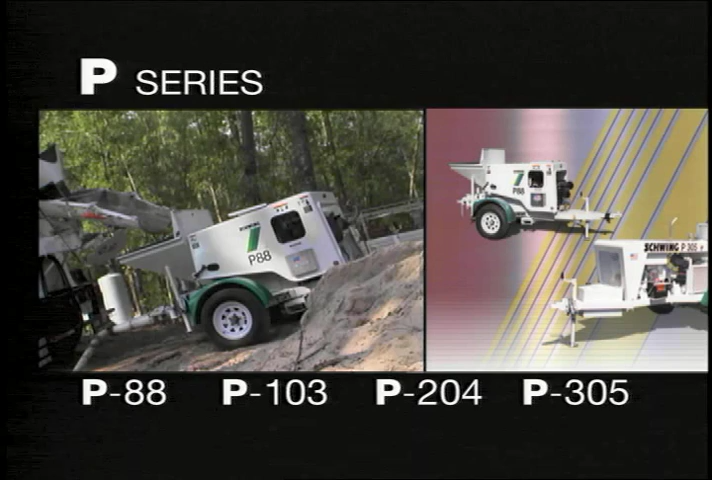 P SERIES
P88
P88
SCHWING P 305
P-88 P-103 P-204 P-305